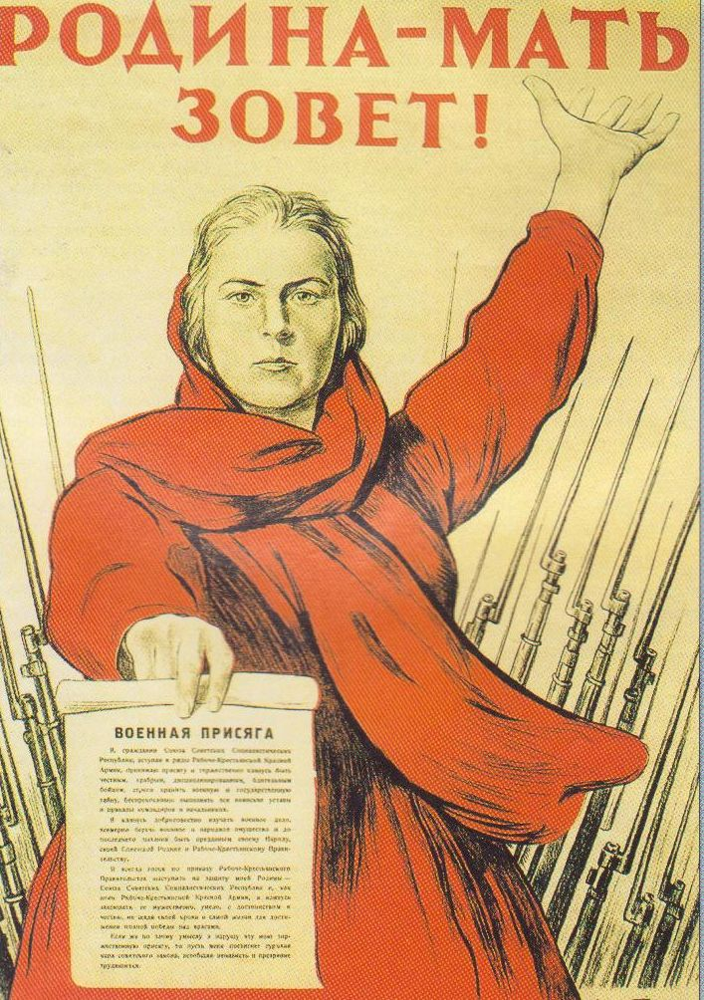 РОДИНА-МАТЬ
ЗОВЕТ!
ВОЕННАЯ ПРИСЯГА
Я, гражданин Союза Советских Социалистических
Республик, вступая в ряды Рабоче-Крестьянской Красной
Армии, принимаю присягу и торжественно клянусь быть
честным, храбрым, дисциплинированным, бдительным
бойцом, строго хранить военную и государственную
тайну, беспрекословно выполнять все воинские уставы
и приказы командиров и начальников.
Я клянусь добросовестно изучать военное дело,
всемерно беречь военное и народное имущество и до
последнего дыхания быть преданным своему Народу,
своей Советской Родине и Рабоче-Крестьянскому Прави-
тельству.
Я всегда готов по приказу Рабоче-Крестьянского
Правительства выступить на защиту моей Родины —
Союза Советских Социалистических Республик и, как
воин Рабоче-Крестьянской Красной Армии, я клянусь
защищать ее мужественно, умело, с достоинством и
честью, не щадя своей крови и самой жизни для дости-
жения полной победы над врагами.
Если же по злому умыслу я нарушу эту мою тор-
жественную присягу, то пусть меня постигнет суровая
кара советского закона, всеобщая ненависть и презрение
трудящихся.